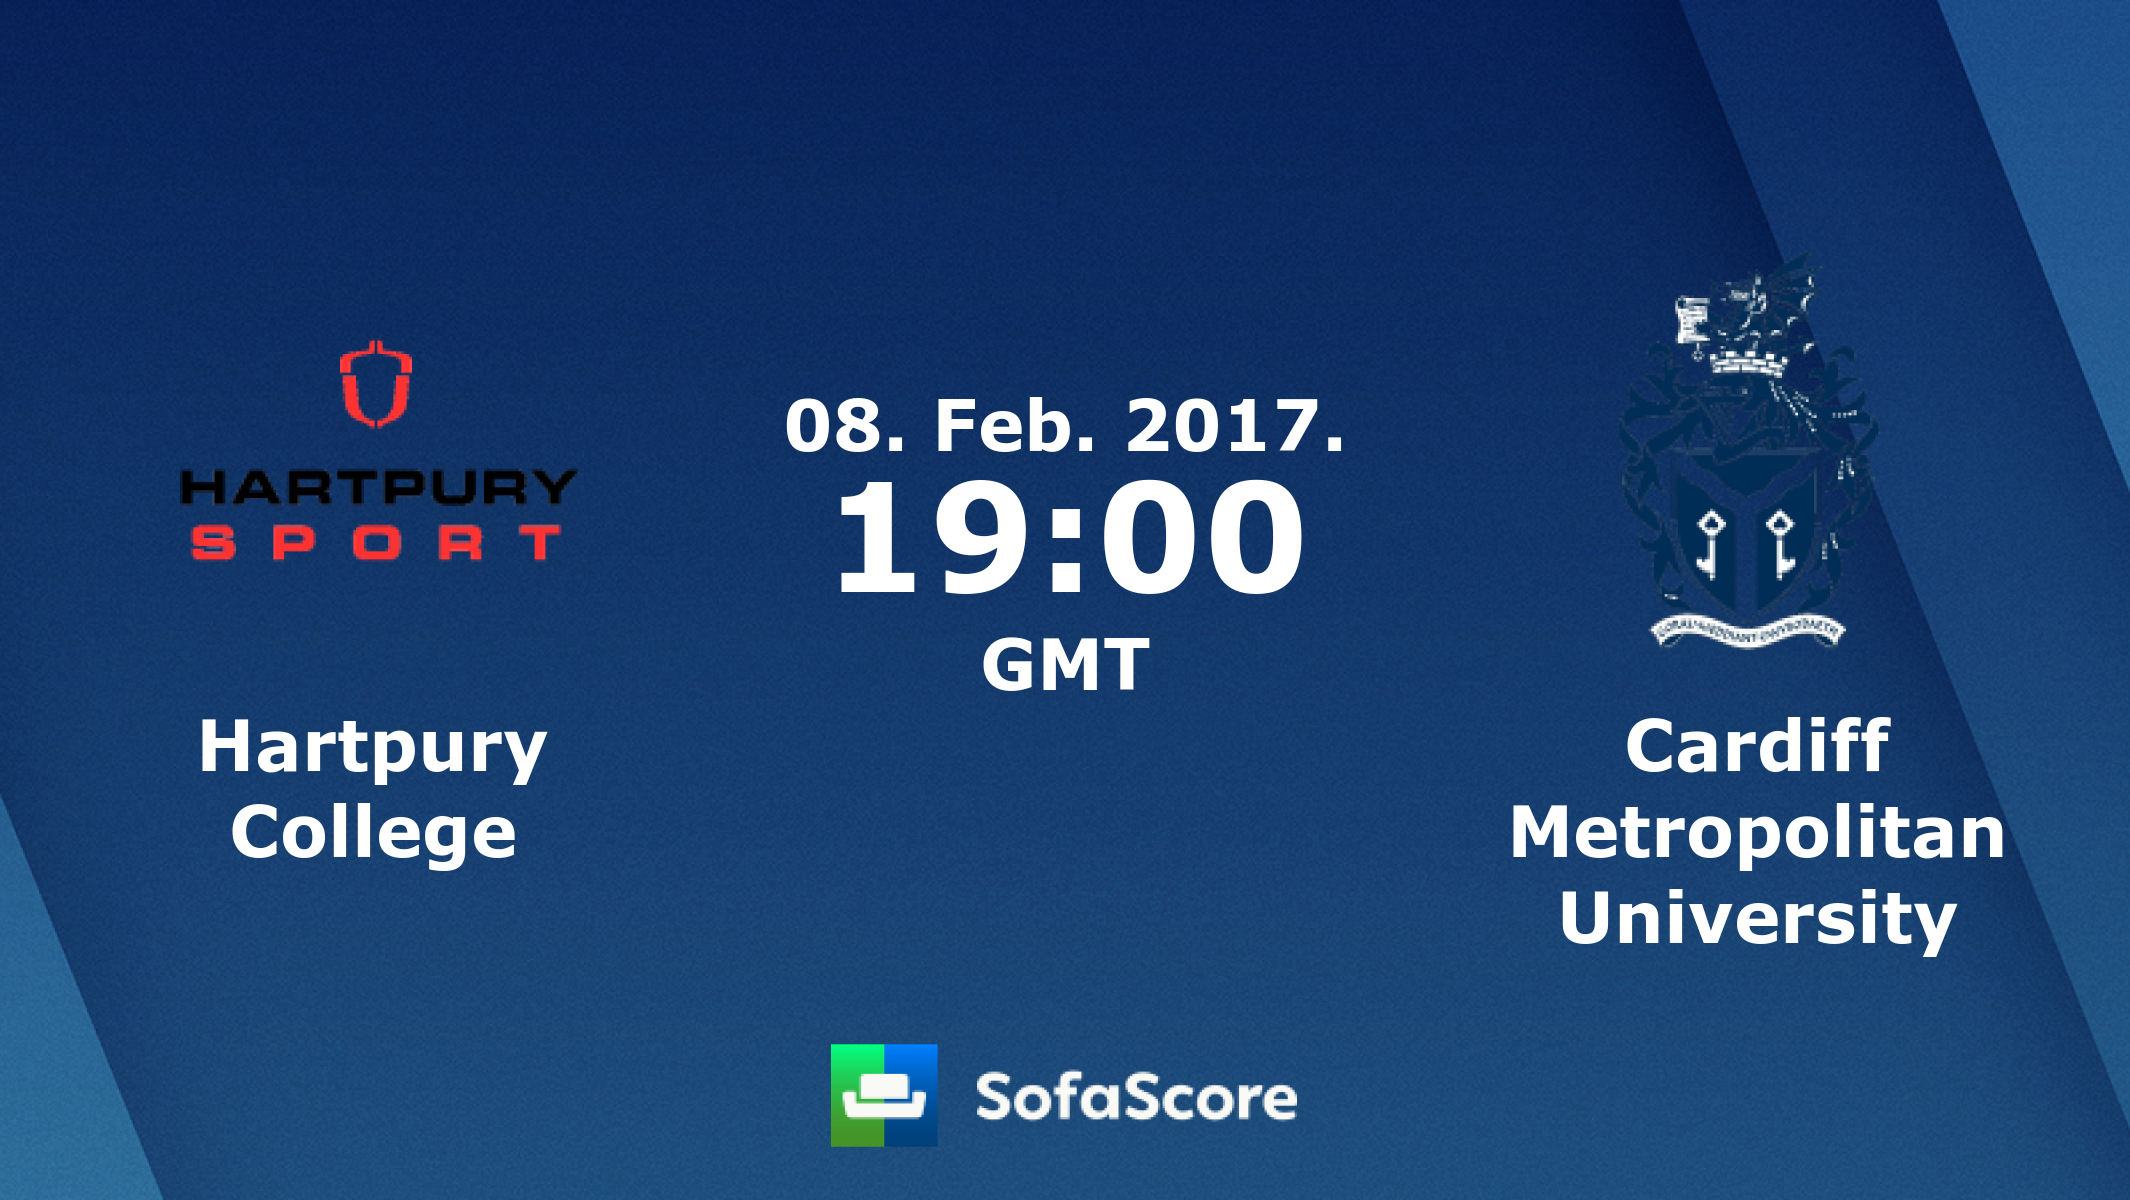 HARTPURY
SPORT
08. Feb. 2017.
19:00
GMT
Hartpury
College
Cardiff
Metropolitan
University
SofaScore